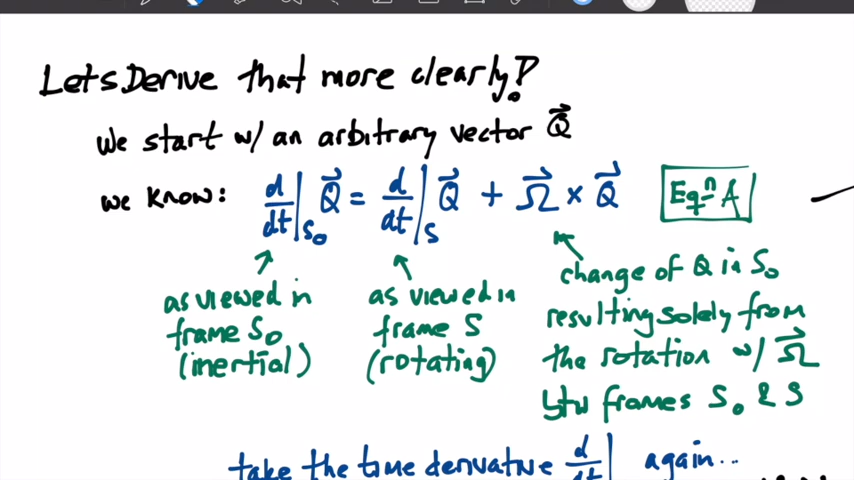 Let's Derive that more clearly!
We start w/ an arbitrary vector Q⃗
we know: d/dt|S₀ Q⃗ = d/dt|S Q⃗ + Ω⃗ × Q⃗ Eqⁿ A
as viewed in frame S₀ (inertial)
as viewed in frame S (rotating)
change of Q in S₀
resulting solely from
the rotation w/ Ω⃗
btw frames S₀ & S
take the time derivative d/dt| again...